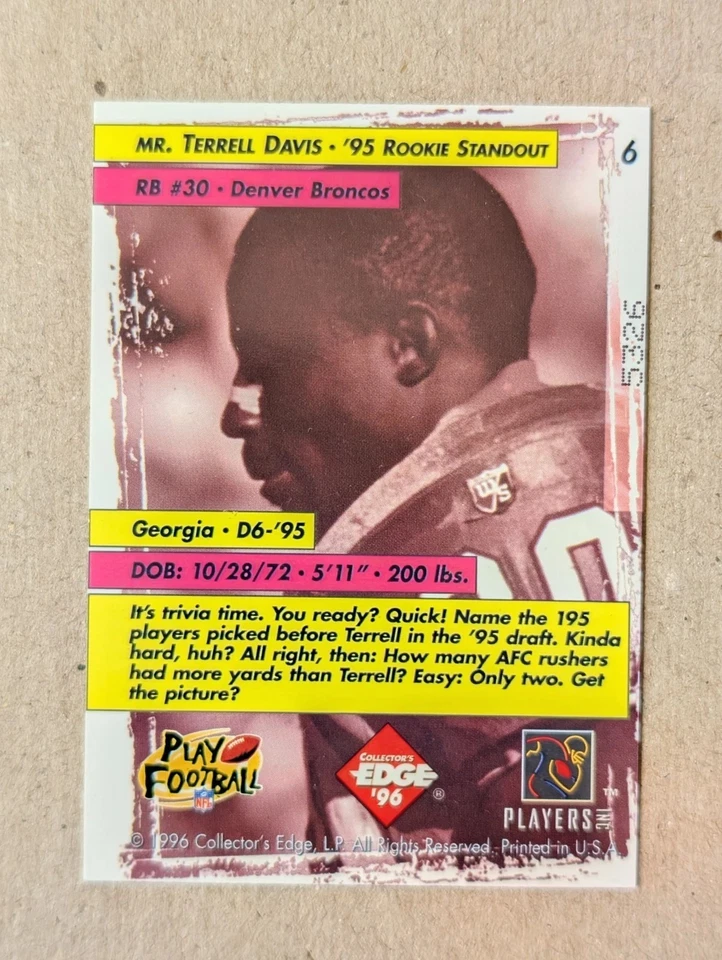 MR. TERRELL DAVIS • '95 ROOKIE STANDOUT
6
RB #30 • Denver Broncos
5326
W/S
0
Georgia • D6-'95
DOB: 10/28/72 • 5'11" • 200 lbs.
It's trivia time. You ready? Quick! Name the 195
players picked before Terrell in the '95 draft. Kinda
hard, huh? All right, then: How many AFC rushers
had more yards than Terrell? Easy: Only two. Get
the picture?
PLAY
FOOTBALL
NFL
COLLECTOR'S
EDGE
'96
®
PLAYERS INC
™
© 1996 Collector's Edge, L.P. All Rights Reserved. Printed in U.S.A.